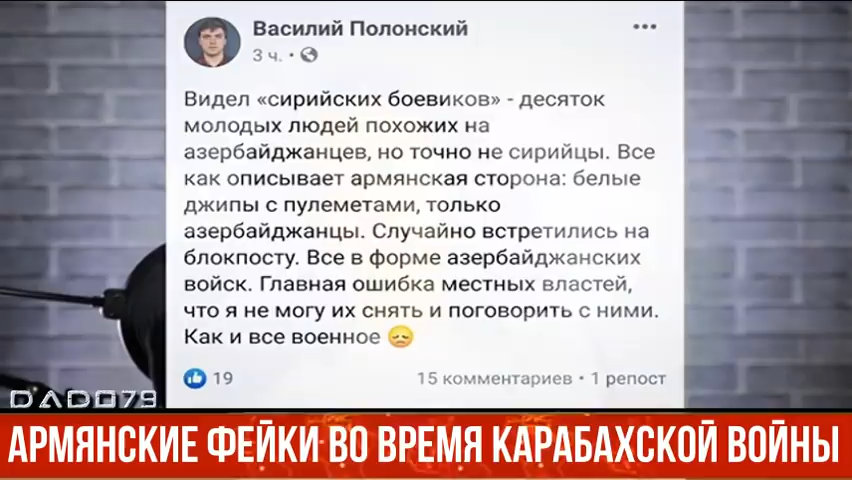 Василий Полонский
3 ч. •
Видел «сирийских боевиков» - десяток
молодых людей похожих на
азербайджанцев, но точно не сирийцы. Все
как описывает армянская сторона: белые
джипы с пулеметами, только
азербайджанцы. Случайно встретились на
блокпосту. Все в форме азербайджанских
войск. Главная ошибка местных властей,
что я не могу их снять и поговорить с ними.
Как и все военное 😞
19
15 комментариев • 1 репост
DADO79
АРМЯНСКИЕ ФЕЙКИ ВО ВРЕМЯ КАРАБАХСКОЙ ВОЙНЫ